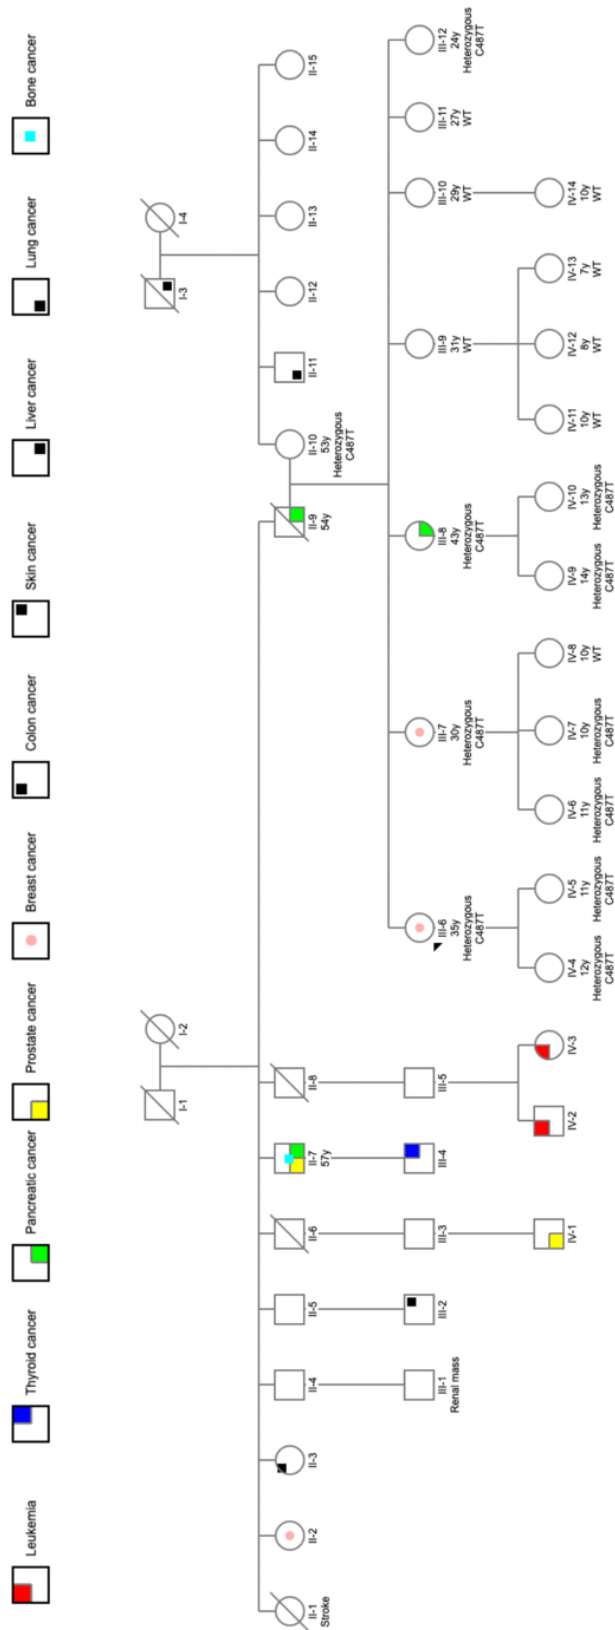 Leukemia
Thyroid cancer
Pancreatic cancer
Prostate cancer
Breast cancer
Colon cancer
Skin cancer
Liver cancer
Lung cancer
Bone cancer
I-1
I-2
I-3
I-4
II-1
Stroke
II-2
II-3
II-4
II-5
II-6
II-7
57y
II-8
II-9
54y
II-10
53y
Heterozygous
C487T
II-11
II-12
II-13
II-14
II-15
III-1
Renal mass
III-2
III-3
III-4
III-5
III-6
35y
Heterozygous
C487T
III-7
30y
Heterozygous
C487T
III-8
43y
Heterozygous
C487T
III-9
31y
WT
III-10
29y
WT
III-11
27y
WT
III-12
24y
Heterozygous
C487T
IV-1
IV-2
IV-3
IV-4
12y
Heterozygous
C487T
IV-5
11y
Heterozygous
C487T
IV-6
11y
Heterozygous
C487T
IV-7
10y
Heterozygous
C487T
IV-8
10y
WT
IV-9
14y
Heterozygous
C487T
IV-10
13y
Heterozygous
C487T
IV-11
10y
WT
IV-12
8y
WT
IV-13
7y
WT
IV-14
10y
WT